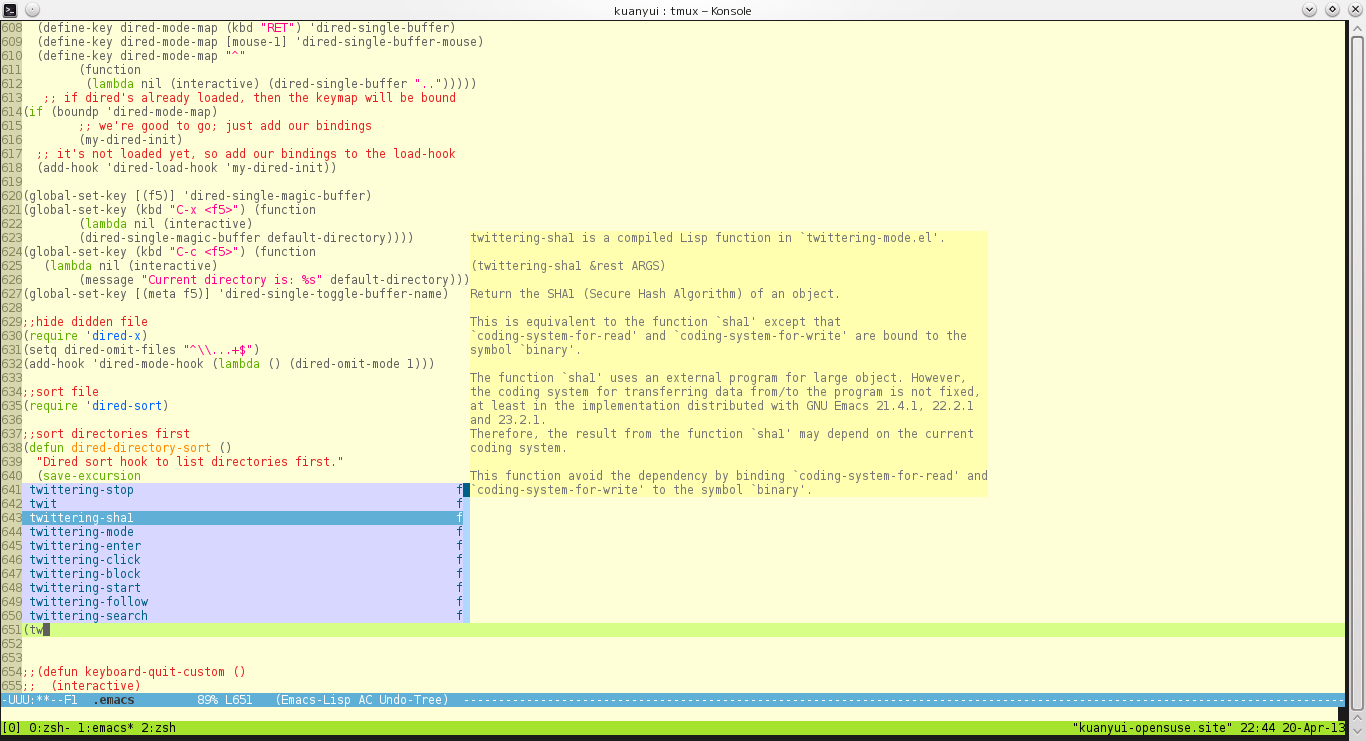 kuanyui : tmux – Konsole
608  (define-key dired-mode-map (kbd "RET") 'dired-single-buffer)
609  (define-key dired-mode-map [mouse-1] 'dired-single-buffer-mouse)
610  (define-key dired-mode-map "^"
611        (function
612         (lambda nil (interactive) (dired-single-buffer "..")))))
613   ;; if dired's already loaded, then the keymap will be bound
614(if (boundp 'dired-mode-map)
615        ;; we're good to go; just add our bindings
616        (my-dired-init)
617  ;; it's not loaded yet, so add our bindings to the load-hook
618  (add-hook 'dired-load-hook 'my-dired-init))
619
620(global-set-key [(f5)] 'dired-single-magic-buffer)
621(global-set-key (kbd "C-x <f5>") (function
622        (lambda nil (interactive)
623        (dired-single-magic-buffer default-directory))))        twittering-sha1 is a compiled Lisp function in `twittering-mode.el'.
624(global-set-key (kbd "C-c <f5>") (function
625   (lambda nil (interactive)                                    (twittering-sha1 &rest ARGS)
626        (message "Current directory is: %s" default-directory)))
627(global-set-key [(meta f5)] 'dired-single-toggle-buffer-name)   Return the SHA1 (Secure Hash Algorithm) of an object.
628
629;;hide didden file                                              This is equivalent to the function `sha1' except that
630(require 'dired-x)                                              `coding-system-for-read' and `coding-system-for-write' are bound to the
631(setq dired-omit-files "^\\...+$")                              symbol `binary'.
632(add-hook 'dired-mode-hook (lambda () (dired-omit-mode 1)))
633                                                                The function `sha1' uses an external program for large object. However,
634;;sort file                                                     the coding system for transferring data from/to the program is not fixed,
635(require 'dired-sort)                                           at least in the implementation distributed with GNU Emacs 21.4.1, 22.2.1
636                                                                and 23.2.1.
637;;sort directories first                                        Therefore, the result from the function `sha1' may depend on the current
638(defun dired-directory-sort ()                                  coding system.
639  "Dired sort hook to list directories first."
640  (save-excursion                                               This function avoid the dependency by binding `coding-system-for-read' and
641 twittering-stop                                               f`coding-system-for-write' to the symbol `binary'.
642 twit                                                          f
643 twittering-sha1                                               f
644 twittering-mode                                               f
645 twittering-enter                                              f
646 twittering-click                                              f
647 twittering-block                                              f
648 twittering-start                                              f
649 twittering-follow                                             f
650 twittering-search                                             f
651(tw
652
653
654;;(defun keyboard-quit-custom ()
655;;  (interactive)
-UUU:**--F1  .emacs         89% L651   (Emacs-Lisp AC Undo-Tree)  --------------------------------------------------------------------------------------------------------------------------------
[0] 0:zsh- 1:emacs* 2:zsh                                       "kuanyui-opensuse.site" 22:44 20-Apr-13